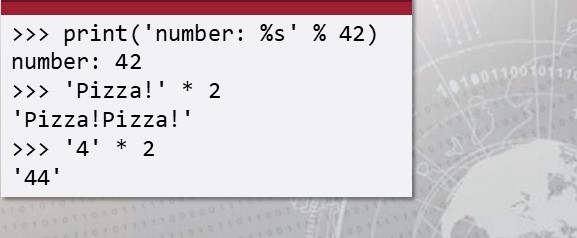 >>> print('number: %s' % 42)
number: 42
>>> 'Pizza!' * 2
'Pizza!Pizza!'
>>> '4' * 2
'44'